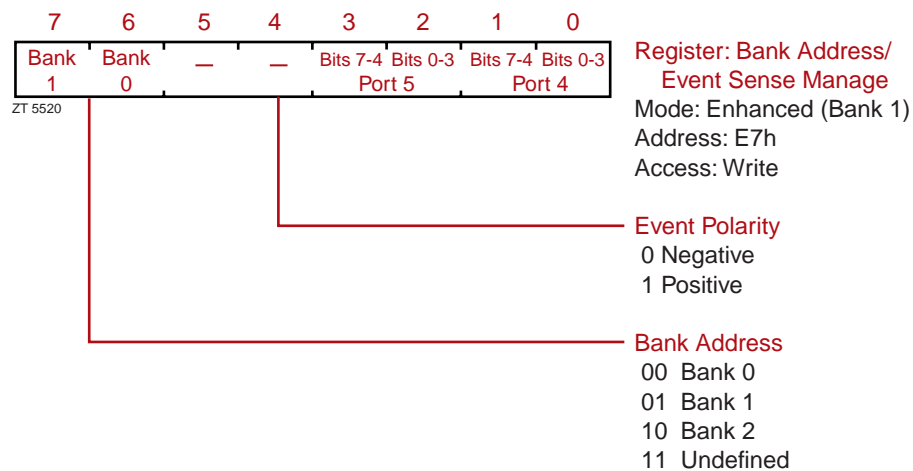 7 6 5 4 3 2 1 0
Bank Bank — — Bits 7-4 Bits 0-3 Bits 7-4 Bits 0-3
1 0 Port 5 Port 4
ZT 5520
Register: Bank Address/
Event Sense Manage
Mode: Enhanced (Bank 1)
Address: E7h
Access: Write
Event Polarity
0 Negative
1 Positive
Bank Address
00 Bank 0
01 Bank 1
10 Bank 2
11 Undefined